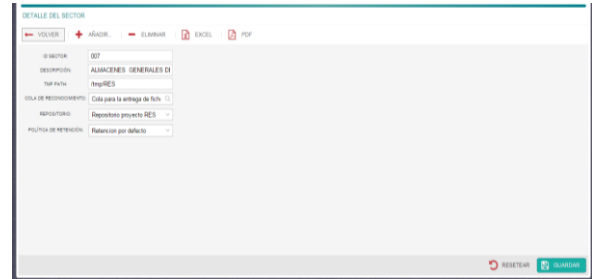 DETALLE DEL SECTOR
VOLVER AÑADIR... ELIMINAR EXCEL PDF
ID SECTOR: 007
DESCRIPCIÓN: ALMACENES GENERALES DE
TMP PATH: /tmp/RES
COLA DE RECONOCIMIENTO: Cola para la entrega de fich
REPOSITORIO: Repositorio proyecto RES
POLÍTICA DE RETENCIÓN: Retencion por defecto
RESETEAR GUARDAR